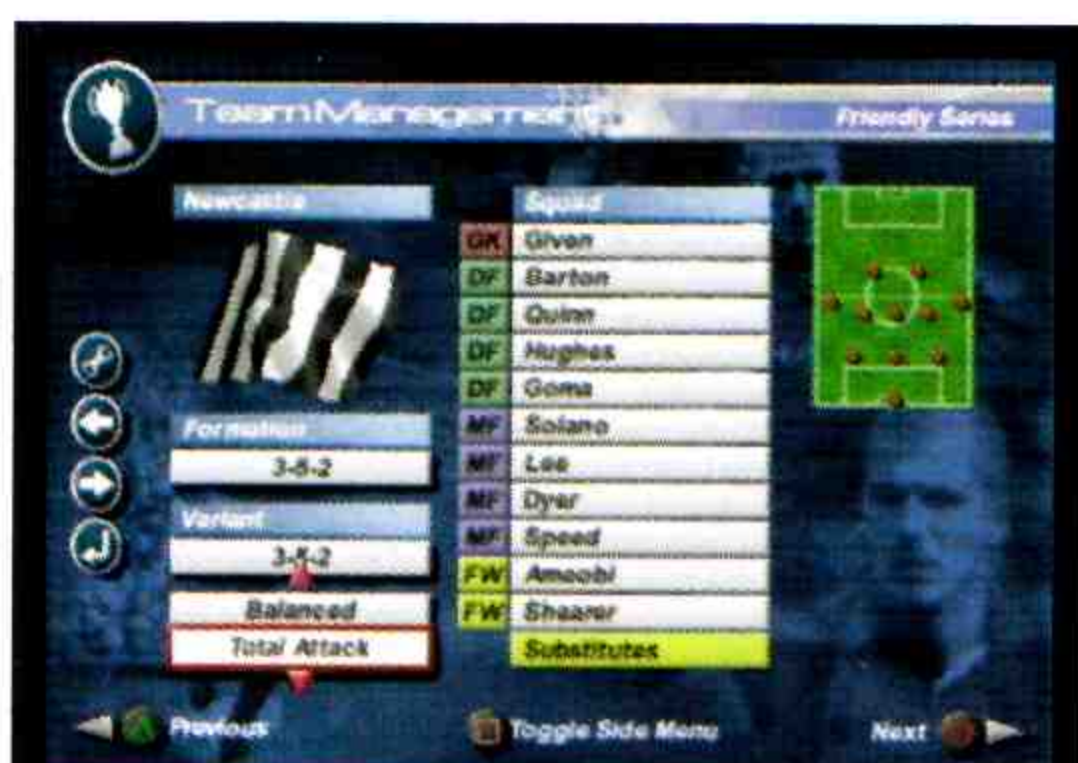 Team Management
Friendly Series
Newcastle
Squad
GK Given
DF Barton
DF Quinn
DF Hughes
DF Goma
MF Solano
MF Lee
MF Dyer
MF Speed
FW Ameobi
FW Shearer
Substitutes
Formation
3-5-2
Variant
3-5-2
Balanced
Total Attack
Previous
Toggle Side Menu
Next